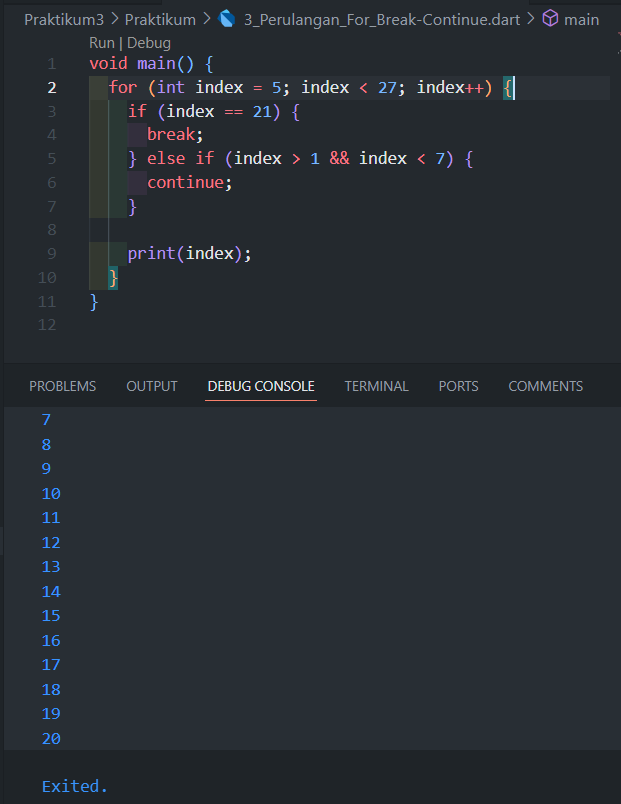 Praktikum3 > Praktikum > 3_Perulangan_For_Break-Continue.dart > main
Run | Debug
1 void main() {
2 for (int index = 5; index < 27; index++) {
3 if (index == 21) {
4 break;
5 } else if (index > 1 && index < 7) {
6 continue;
7 }
8
9 print(index);
10 }
11 }
12
PROBLEMS OUTPUT DEBUG CONSOLE TERMINAL PORTS COMMENTS
7
8
9
10
11
12
13
14
15
16
17
18
19
20
Exited.